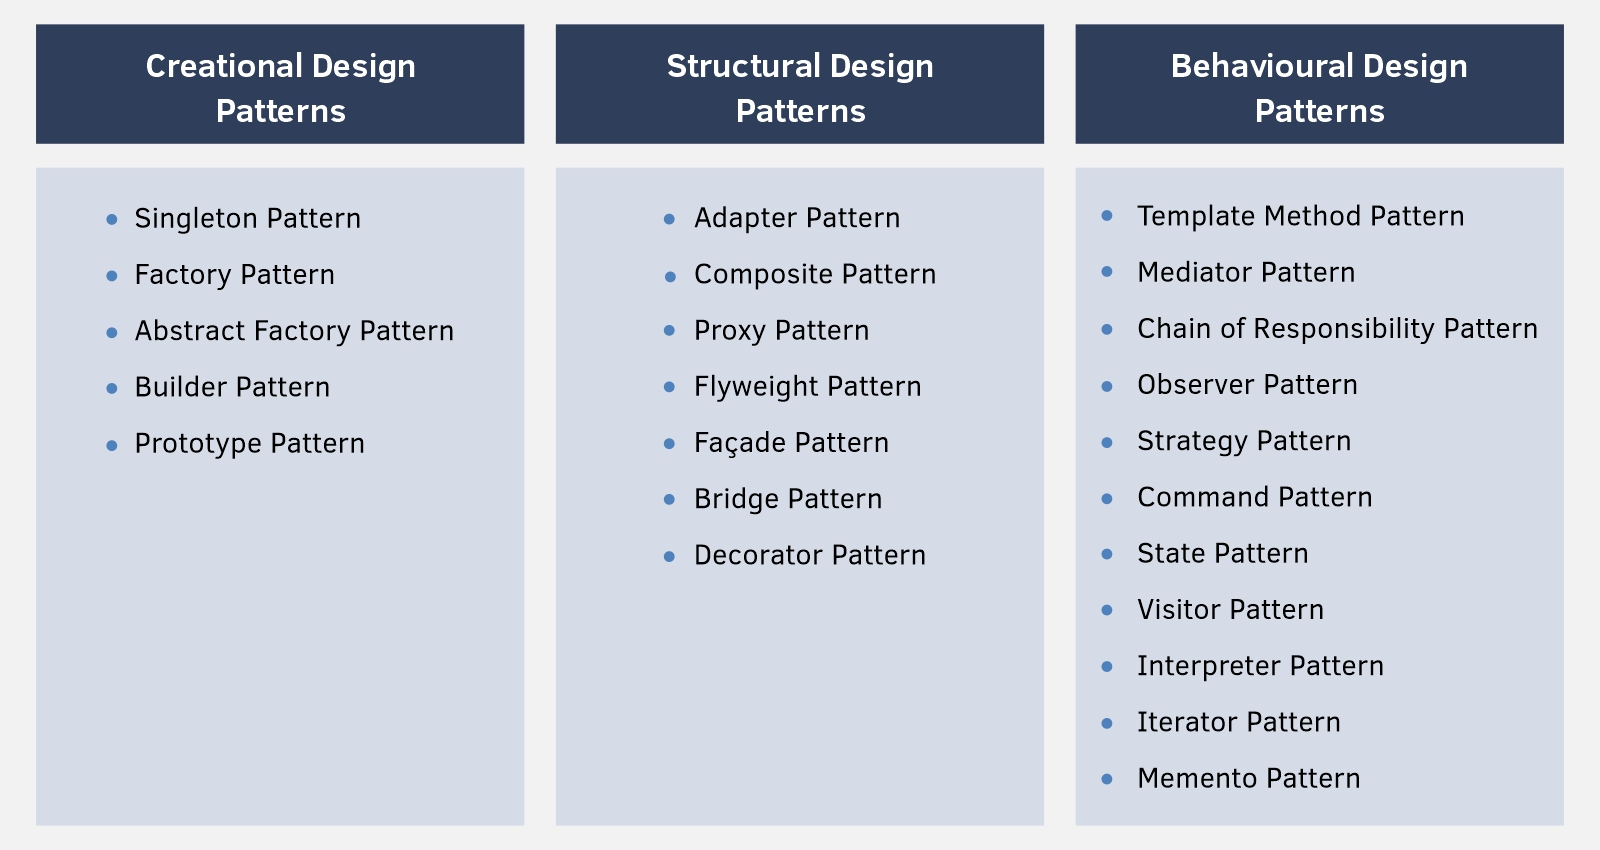 Creational Design
Patterns
Singleton Pattern
Factory Pattern
Abstract Factory Pattern
Builder Pattern
Prototype Pattern
Structural Design
Patterns
Adapter Pattern
Composite Pattern
Proxy Pattern
Flyweight Pattern
Façade Pattern
Bridge Pattern
Decorator Pattern
Behavioural Design
Patterns
Template Method Pattern
Mediator Pattern
Chain of Responsibility Pattern
Observer Pattern
Strategy Pattern
Command Pattern
State Pattern
Visitor Pattern
Interpreter Pattern
Iterator Pattern
Memento Pattern